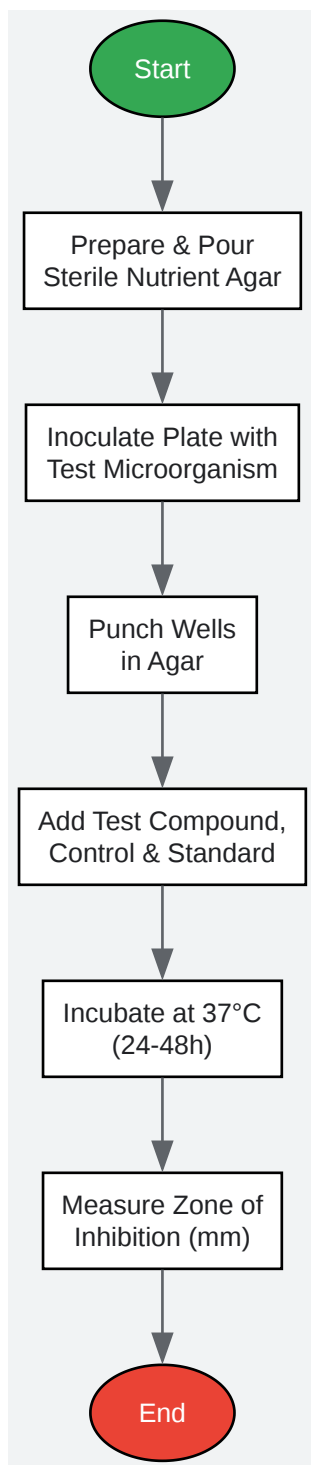 Start
Prepare & Pour
Sterile Nutrient Agar
Inoculate Plate with
Test Microorganism
Punch Wells
in Agar
Add Test Compound,
Control & Standard
Incubate at 37°C
(24-48h)
Measure Zone of
Inhibition (mm)
End